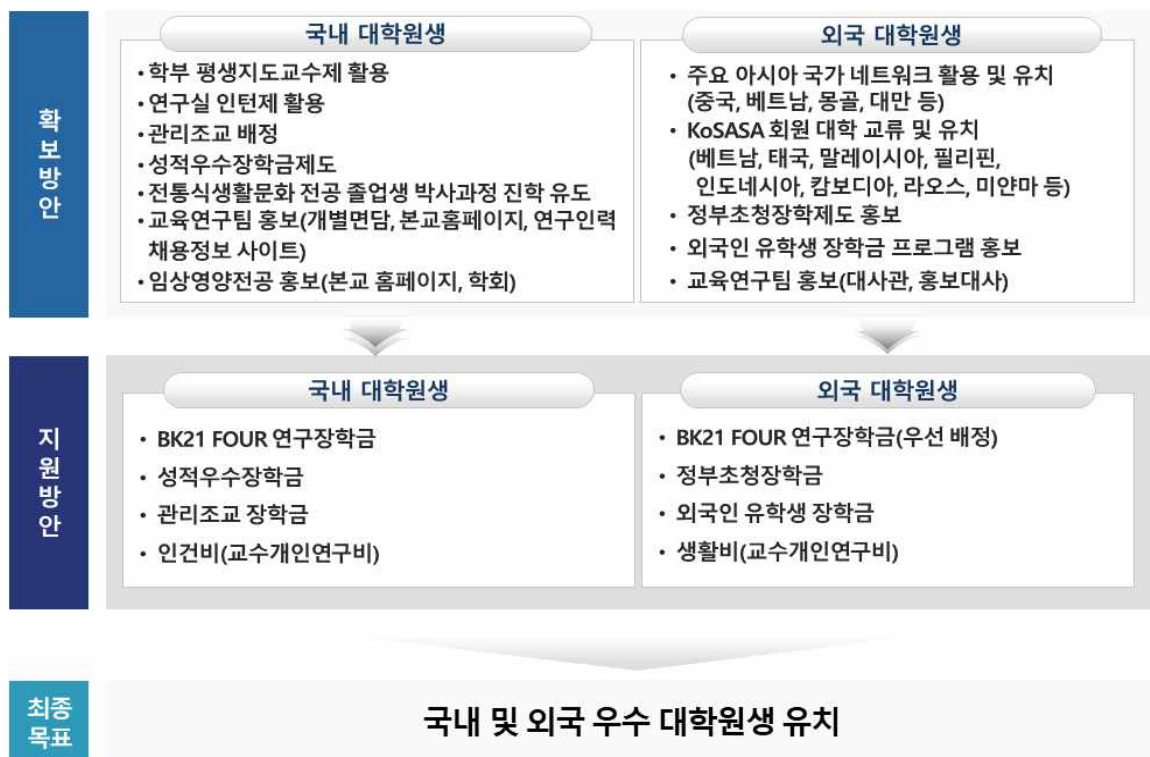 확보방안
국내 대학원생
• 학부 평생지도교수제 활용
• 연구실 인턴제 활용
• 관리조교 배정
• 성적우수장학금제도
• 전통식생활문화 전공 졸업생 박사과정 진학 유도
• 교육연구팀 홍보(개별면담, 본교홈페이지, 연구인력
채용정보 사이트)
• 임상영양전공 홍보(본교 홈페이지, 학회)
외국 대학원생
• 주요 아시아 국가 네트워크 활용 및 유치
(중국, 베트남, 몽골, 대만 등)
• KoSASA 회원 대학 교류 및 유치
(베트남, 태국, 말레이시아, 필리핀,
인도네시아, 캄보디아, 라오스, 미얀마 등)
• 정부초청장학제도 홍보
• 외국인 유학생 장학금 프로그램 홍보
• 교육연구팀 홍보(대사관, 홍보대사)
지원방안
국내 대학원생
• BK21 FOUR 연구장학금
• 성적우수장학금
• 관리조교 장학금
• 인건비(교수개인연구비)
외국 대학원생
• BK21 FOUR 연구장학금(우선 배정)
• 정부초청장학금
• 외국인 유학생 장학금
• 생활비(교수개인연구비)
최종
목표
국내 및 외국 우수 대학원생 유치